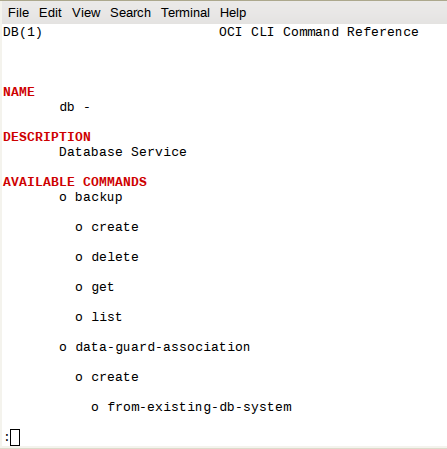 File Edit View Search Terminal Help
DB(1) OCI CLI Command Reference
NAME
db -
DESCRIPTION
Database Service
AVAILABLE COMMANDS
o backup
o create
o delete
o get
o list
o data-guard-association
o create
o from-existing-db-system
: